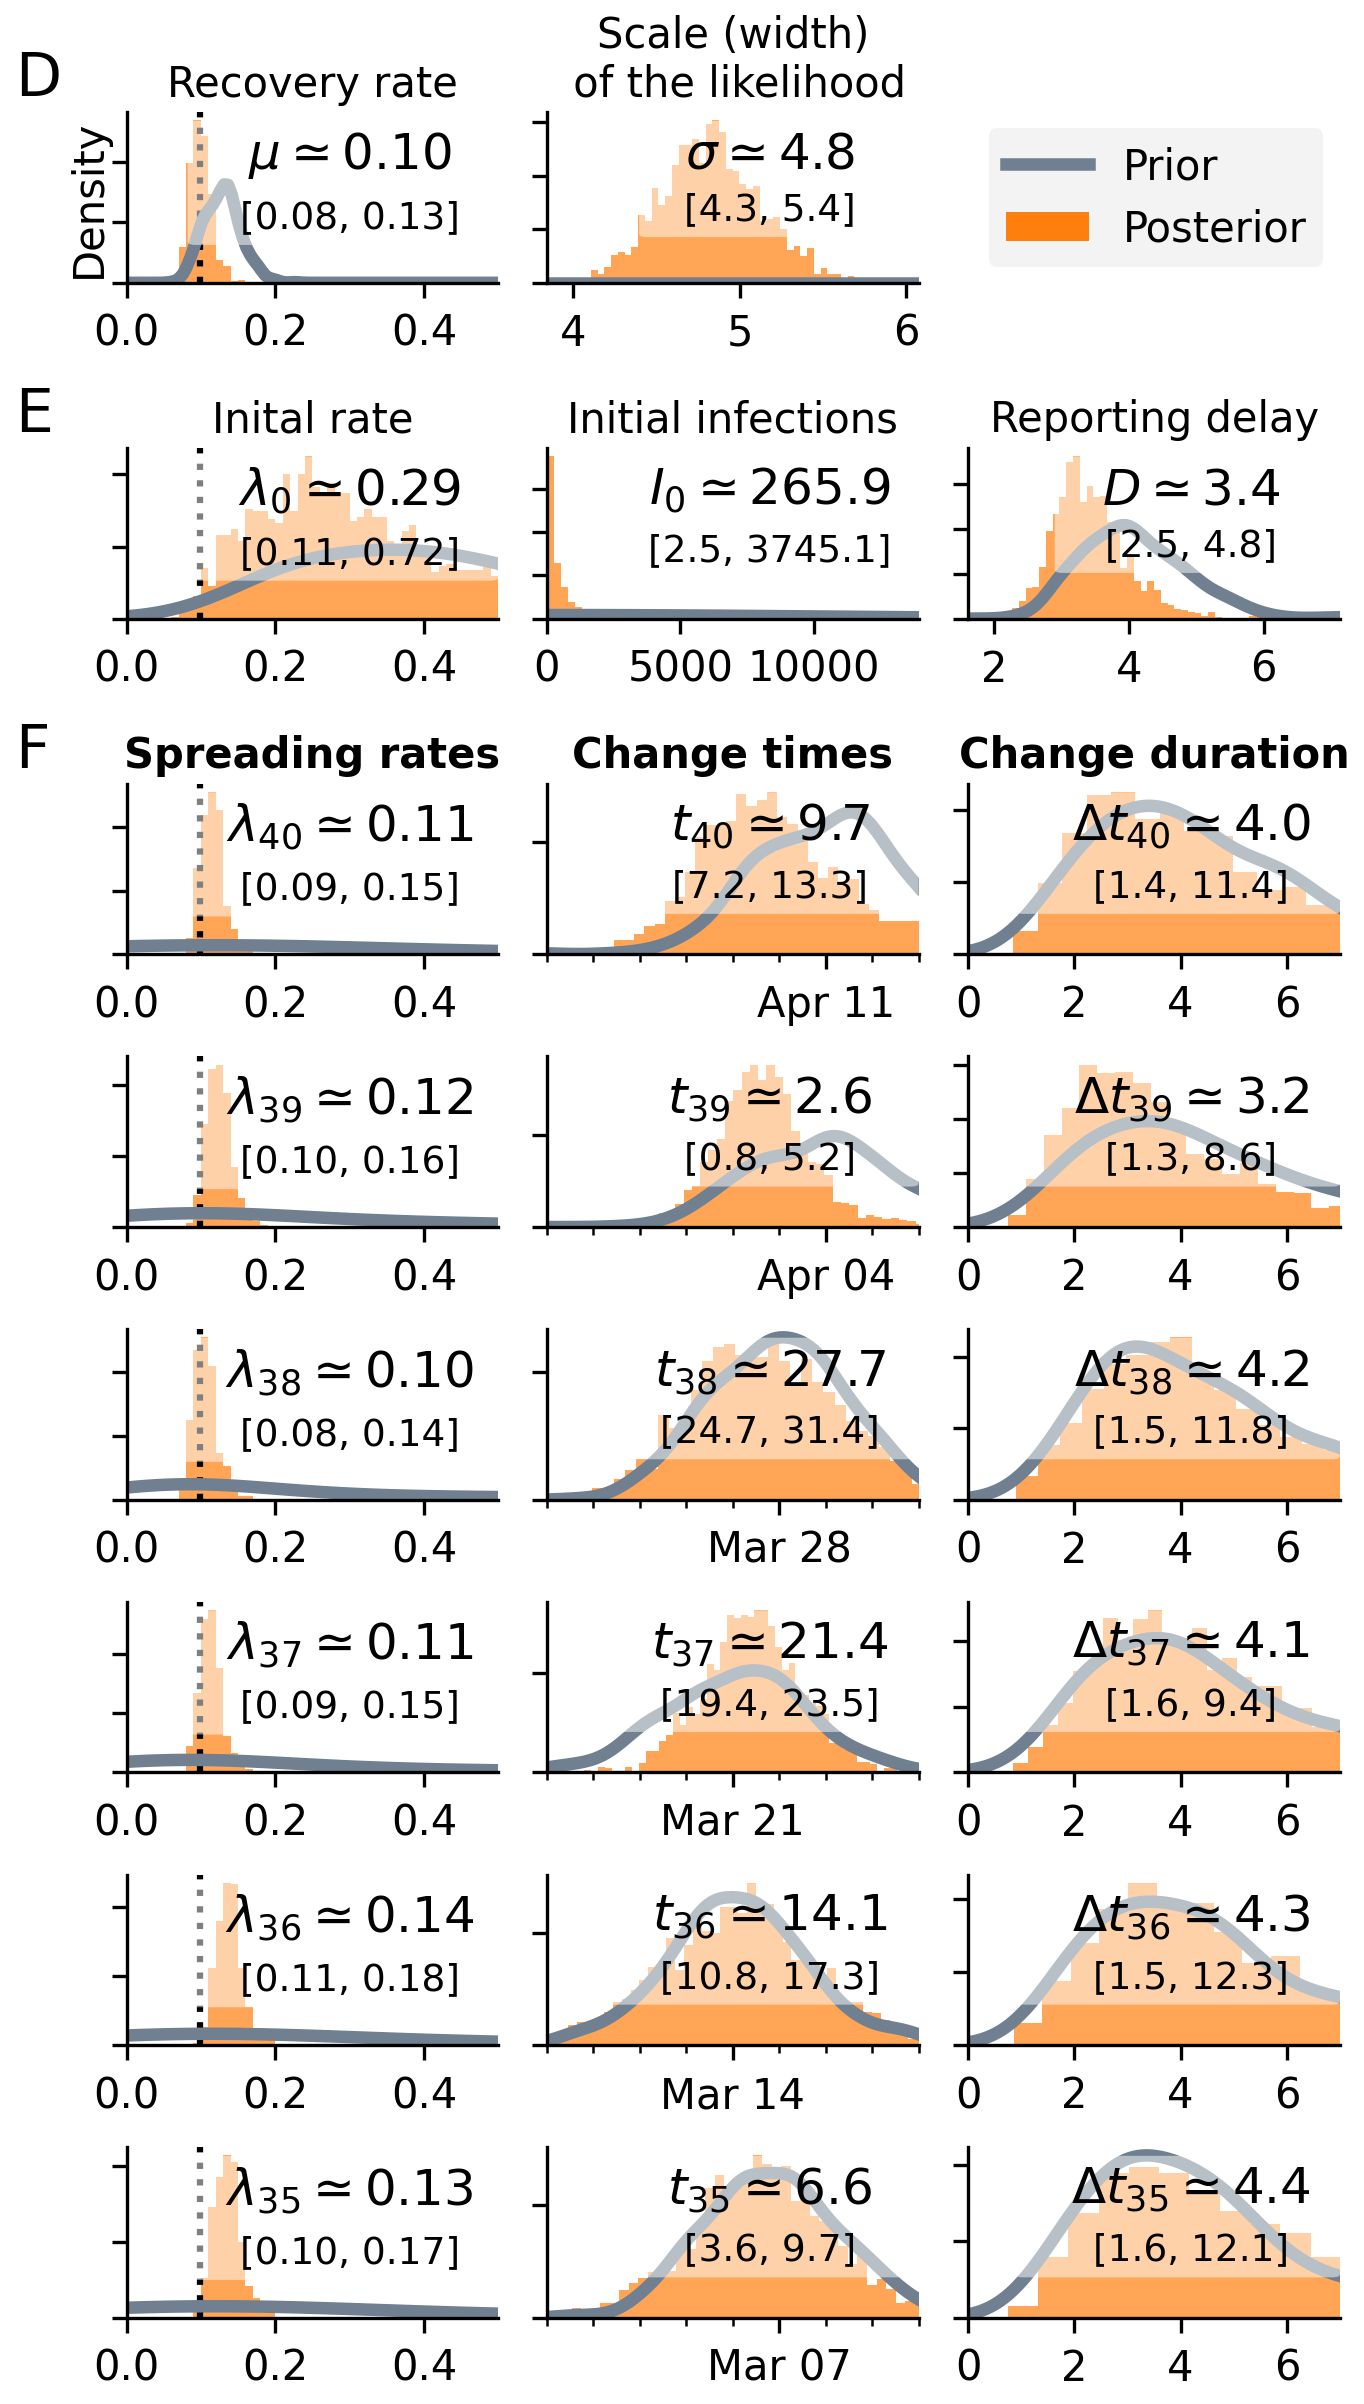 D
Recovery rate
Scale (width)
of the likelihood
Density
μ ≃ 0.10
[0.08, 0.13]
σ ≃ 4.8
[4.3, 5.4]
Prior
Posterior
0.0 0.2 0.4
4 5 6
E
Inital rate
Initial infections
Reporting delay
λ₀ ≃ 0.29
[0.11, 0.72]
I₀ ≃ 265.9
[2.5, 3745.1]
D ≃ 3.4
[2.5, 4.8]
0.0 0.2 0.4
0 5000 10000
2 4 6
F
Spreading rates
Change times
Change duration
λ₄₀ ≃ 0.11
[0.09, 0.15]
t₄₀ ≃ 9.7
[7.2, 13.3]
Δt₄₀ ≃ 4.0
[1.4, 11.4]
0.0 0.2 0.4
Apr 11
0 2 4 6
λ₃₉ ≃ 0.12
[0.10, 0.16]
t₃₉ ≃ 2.6
[0.8, 5.2]
Δt₃₉ ≃ 3.2
[1.3, 8.6]
0.0 0.2 0.4
Apr 04
0 2 4 6
λ₃₈ ≃ 0.10
[0.08, 0.14]
t₃₈ ≃ 27.7
[24.7, 31.4]
Δt₃₈ ≃ 4.2
[1.5, 11.8]
0.0 0.2 0.4
Mar 28
0 2 4 6
λ₃₇ ≃ 0.11
[0.09, 0.15]
t₃₇ ≃ 21.4
[19.4, 23.5]
Δt₃₇ ≃ 4.1
[1.6, 9.4]
0.0 0.2 0.4
Mar 21
0 2 4 6
λ₃₆ ≃ 0.14
[0.11, 0.18]
t₃₆ ≃ 14.1
[10.8, 17.3]
Δt₃₆ ≃ 4.3
[1.5, 12.3]
0.0 0.2 0.4
Mar 14
0 2 4 6
λ₃₅ ≃ 0.13
[0.10, 0.17]
t₃₅ ≃ 6.6
[3.6, 9.7]
Δt₃₅ ≃ 4.4
[1.6, 12.1]
0.0 0.2 0.4
Mar 07
0 2 4 6